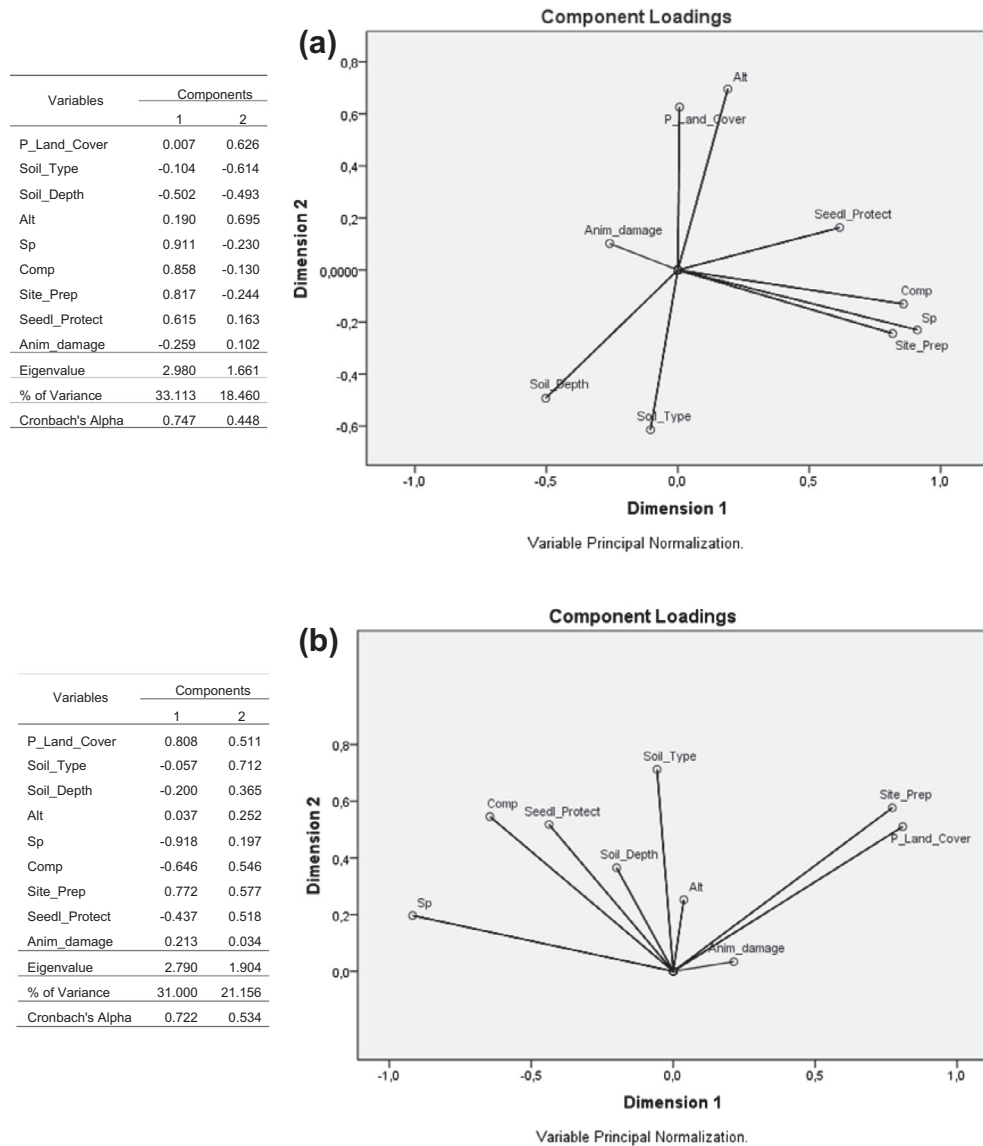 (a)
Variables Components
1 2
P_Land_Cover 0.007 0.626
Soil_Type -0.104 -0.614
Soil_Depth -0.502 -0.493
Alt 0.190 0.695
Sp 0.911 -0.230
Comp 0.858 -0.130
Site_Prep 0.817 -0.244
Seedl_Protect 0.615 0.163
Anim_damage -0.259 0.102
Eigenvalue 2.980 1.661
% of Variance 33.113 18.460
Cronbach's Alpha 0.747 0.448
Component Loadings
Dimension 2
0,8
0,6
0,4
0,2
0,0000
-0,2
-0,4
-0,6
Alt
P_Land_Cover
Seedl_Protect
Anim_damage
Comp
Sp
Site_Prep
Soil_Depth
Soil_Type
-1,0 -0,5 0,0 0,5 1,0
Dimension 1
Variable Principal Normalization.
(b)
Variables Components
1 2
P_Land_Cover 0.808 0.511
Soil_Type -0.057 0.712
Soil_Depth -0.200 0.365
Alt 0.037 0.252
Sp -0.918 0.197
Comp -0.646 0.546
Site_Prep 0.772 0.577
Seedl_Protect -0.437 0.518
Anim_damage 0.213 0.034
Eigenvalue 2.790 1.904
% of Variance 31.000 21.156
Cronbach's Alpha 0.722 0.534
Component Loadings
Dimension 2
0,8
0,6
0,4
0,2
0,0
Soil_Type
Site_Prep
Comp
Seedl_Protect
P_Land_Cover
Soil_Depth
Alt
Sp
Anim_damage
-1,0 -0,5 0,0 0,5 1,0
Dimension 1
Variable Principal Normalization.